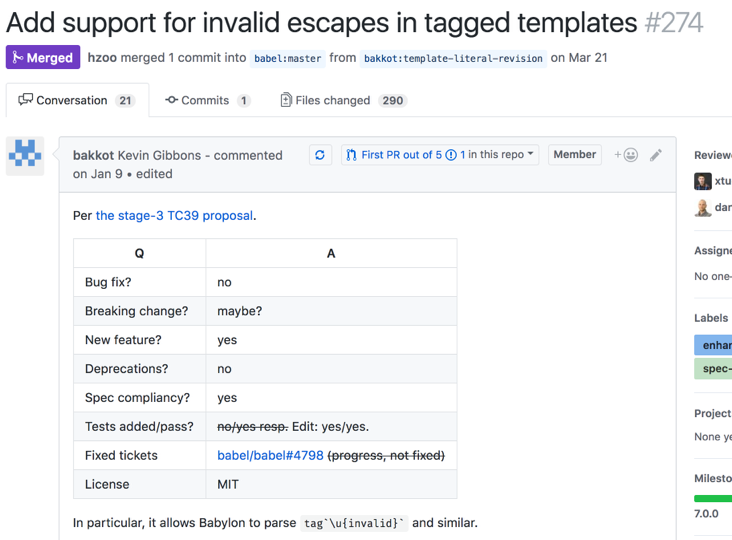 Add support for invalid escapes in tagged templates #274
Merged hzoo merged 1 commit into babel:master from bakkot:template-literal-revision on Mar 21
Conversation 21 Commits 1 Files changed 290
bakkot Kevin Gibbons - commented on Jan 9 • edited
First PR out of 5 1 in this repo
Member
Per the stage-3 TC39 proposal.
Q A
Bug fix? no
Breaking change? maybe?
New feature? yes
Deprecations? no
Spec compliancy? yes
Tests added/pass? no/yes resp. Edit: yes/yes.
Fixed tickets babel/babel#4798 (progress, not fixed)
License MIT
In particular, it allows Babylon to parse tag`\u{invalid}` and similar.
Reviewe
xtu
dan
Assigne
No one-
Labels
enhan
spec-
Project
None ye
Milesto
7.0.0